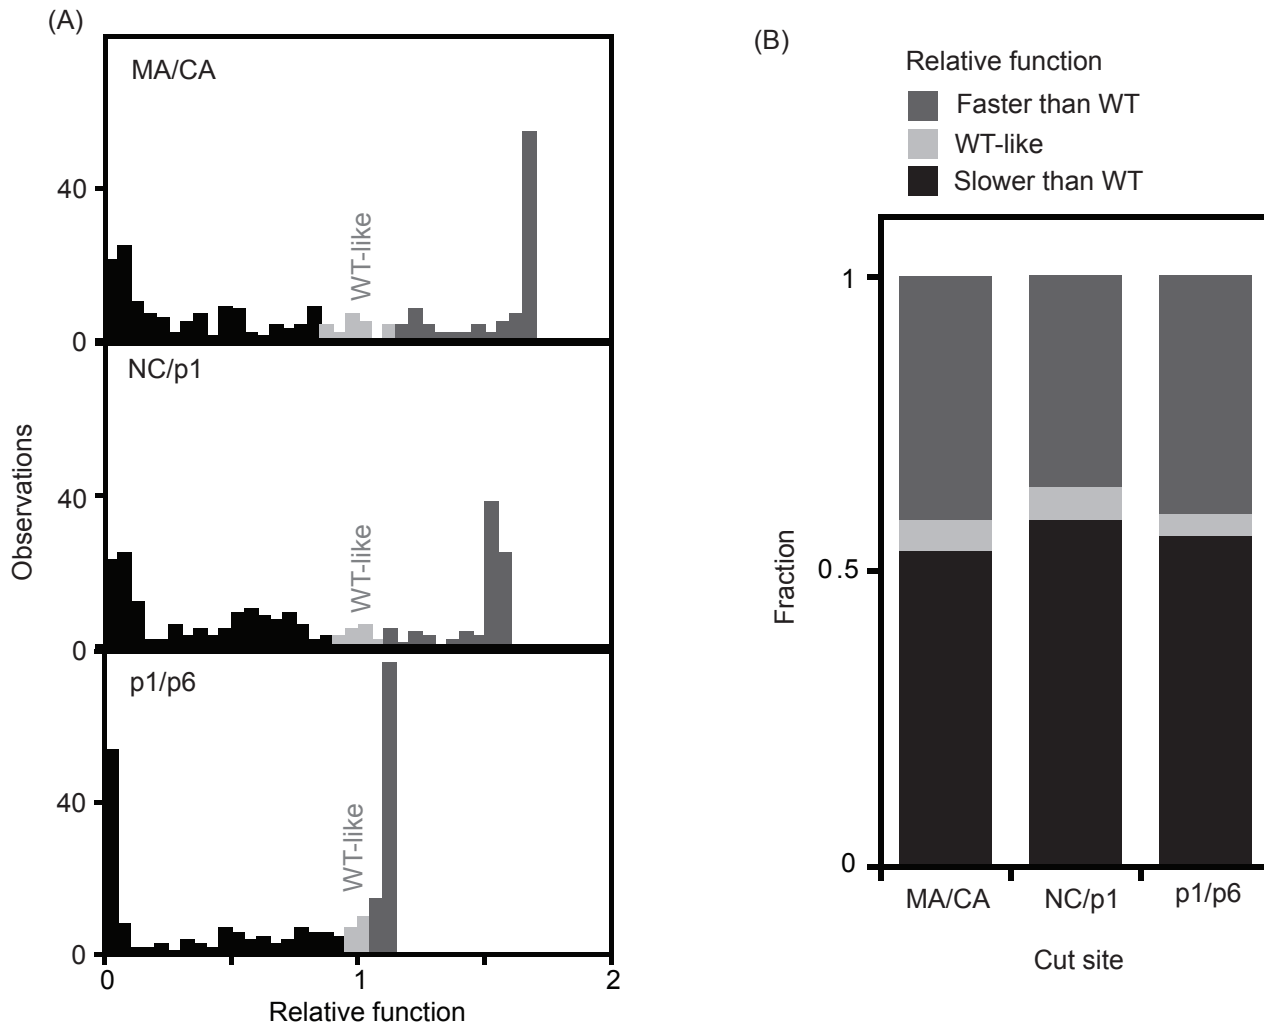 (A)
MA/CA
40
WT-like
0
NC/p1
Observations
40
WT-like
0
p1/p6
40
WT-like
0
0
1
2
Relative function
(B)
Relative function
Faster than WT
WT-like
Slower than WT
1
Fraction
0.5
0
MA/CA
NC/p1
p1/p6
Cut site